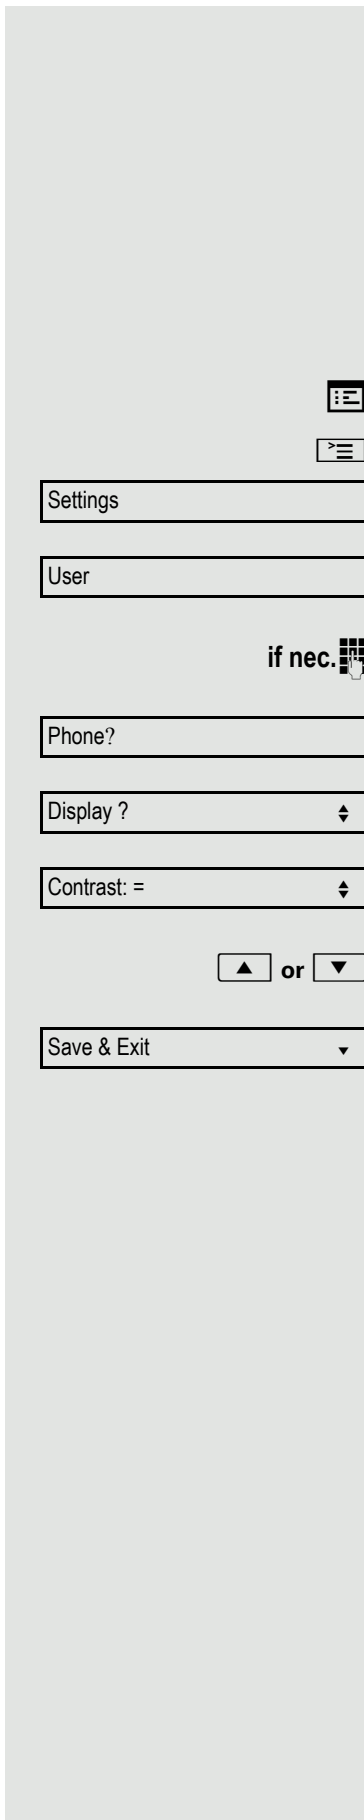 Settings
User
if nec.
Phone?
Display ?
Contrast: =
or
Save & Exit